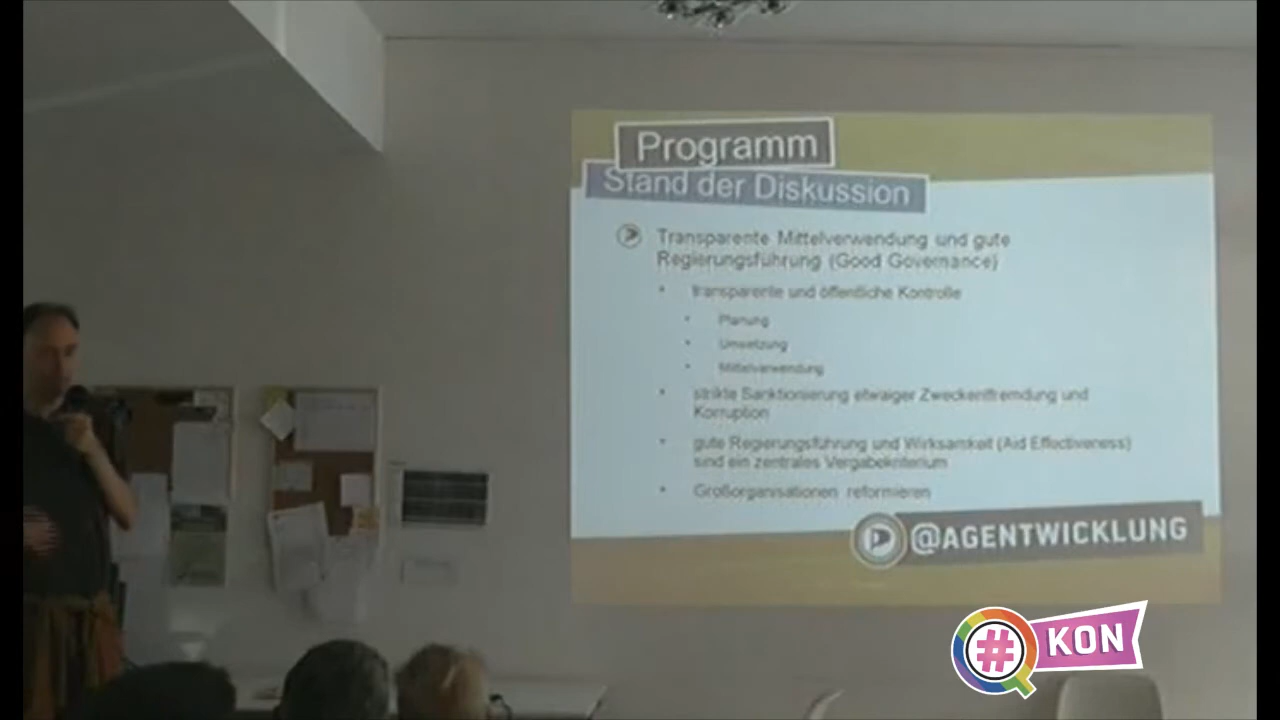 Programm
Stand der Diskussion
Transparente Mittelverwendung und gute
Regierungsführung (Good Governance)
transparente und öffentliche Kontrolle
Planung
Umsetzung
Mittelverwendung
strikte Sanktionierung etwaiger Zweckentfremdung und
Korruption
gute Regierungsführung und Wirksamkeit (Aid Effectiveness)
sind ein zentrales Vergabekriterium
Großorganisationen reformieren
@AGENTWICKLUNG
# KON